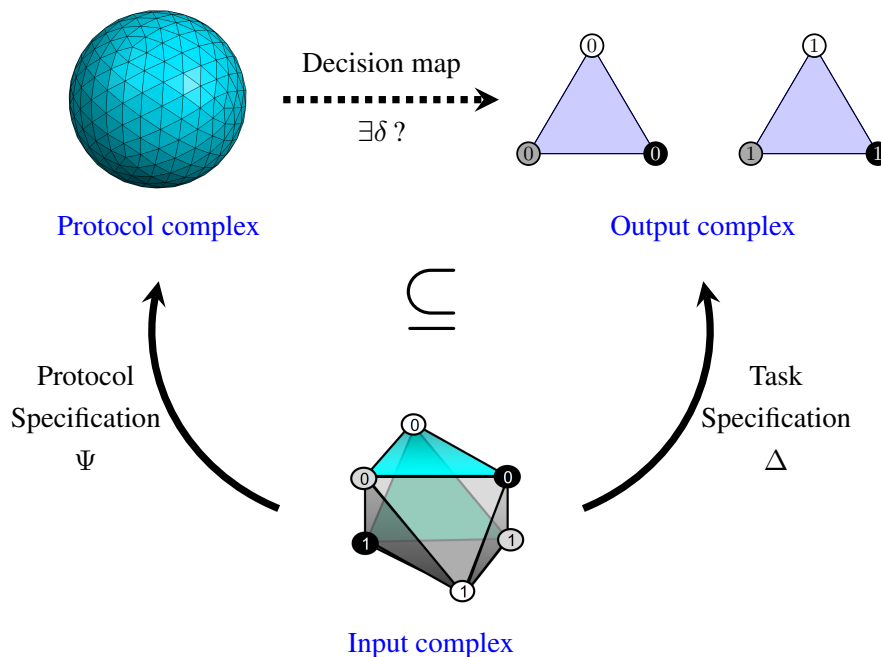 0
1
Decision map
∃δ ?
0
0
1
1
Protocol complex
Output complex
⊆
Protocol
Specification
Ψ
Task
Specification
Δ
0
0
0
1
1
1
Input complex